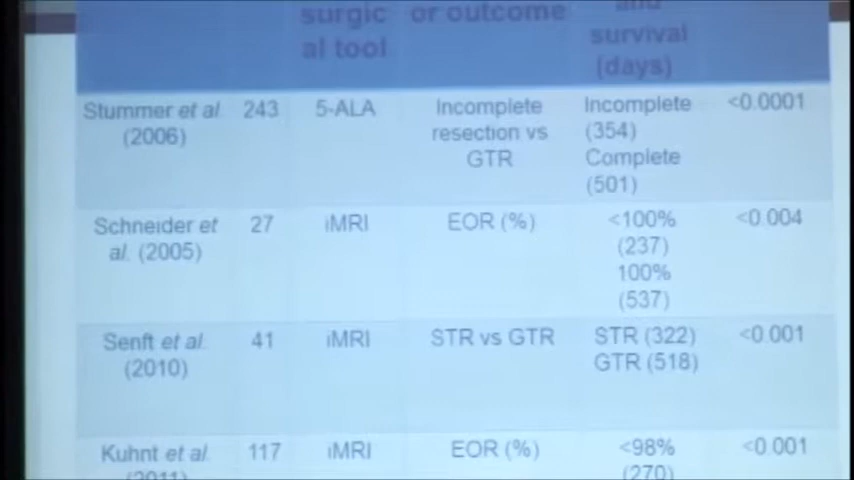 surgic
al tool
or outcome
and
survival
(days)
Stummer et al.
(2006)
243
5-ALA
Incomplete
resection vs
GTR
Incomplete
(354)
Complete
(501)
<0.0001
Schneider et
al. (2005)
27
iMRI
EOR (%)
<100%
(237)
100%
(537)
<0.004
Senft et al.
(2010)
41
iMRI
STR vs GTR
STR (322)
GTR (518)
<0.001
Kuhnt et al.
(2011)
117
iMRI
EOR (%)
<98%
(270)
<0.001